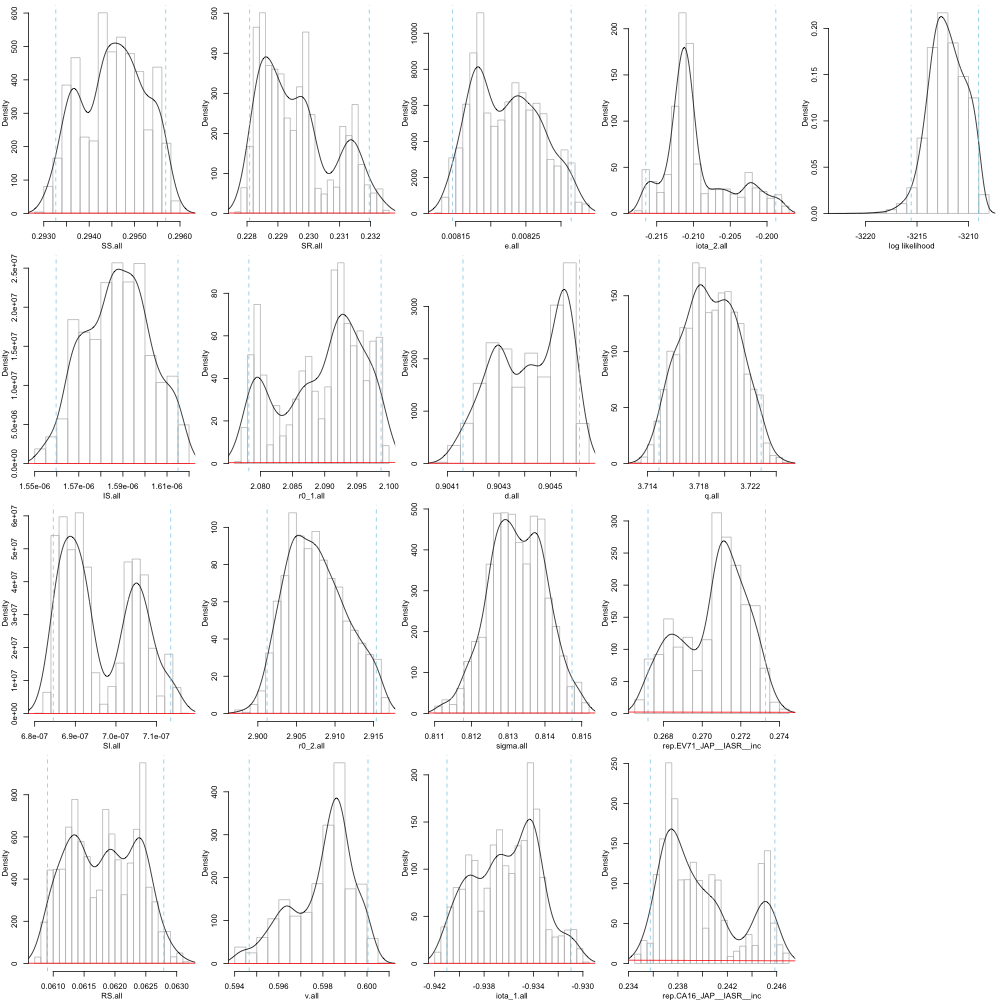 Density
0 100 200 300 400 500 600
0.2930 0.2940 0.2950 0.2960
SS.all
Density
0 100 200 300 400 500
0.228 0.229 0.230 0.231 0.232
SR.all
Density
0 2000 4000 6000 8000 10000
0.00815 0.00825
e.all
Density
0 50 100 150 200
-0.215 -0.210 -0.205 -0.200
iota_2.all
Density
0.00 0.05 0.10 0.15 0.20
-3220 -3215 -3210
log likelihood
Density
0.0e+00 5.0e+06 1.0e+07 1.5e+07 2.0e+07 2.5e+07
1.55e-06 1.57e-06 1.59e-06 1.61e-06
IS.all
Density
0 20 40 60 80
2.080 2.085 2.090 2.095 2.100
r0_1.all
Density
0 1000 2000 3000
0.9041 0.9043 0.9045
d.all
Density
0 50 100 150
3.714 3.718 3.722
q.all
Density
0e+00 1e+07 2e+07 3e+07 4e+07 5e+07 6e+07
6.8e-07 6.9e-07 7.0e-07 7.1e-07
SI.all
Density
0 20 40 60 80 100
2.900 2.905 2.910 2.915
r0_2.all
Density
0 100 200 300 400 500
0.811 0.812 0.813 0.814 0.815
sigma.all
Density
0 50 100 150 200 250 300
0.268 0.270 0.272 0.274
rep.EV71_JAP__IASR__inc
Density
0 200 400 600 800
0.0610 0.0615 0.0620 0.0625 0.0630
RS.all
Density
0 100 200 300 400
0.594 0.596 0.598 0.600
v.all
Density
0 50 100 150 200
-0.942 -0.938 -0.934 -0.930
iota_1.all
Density
0 50 100 150 200 250
0.234 0.238 0.242 0.246
rep.CA16_JAP__IASR__inc